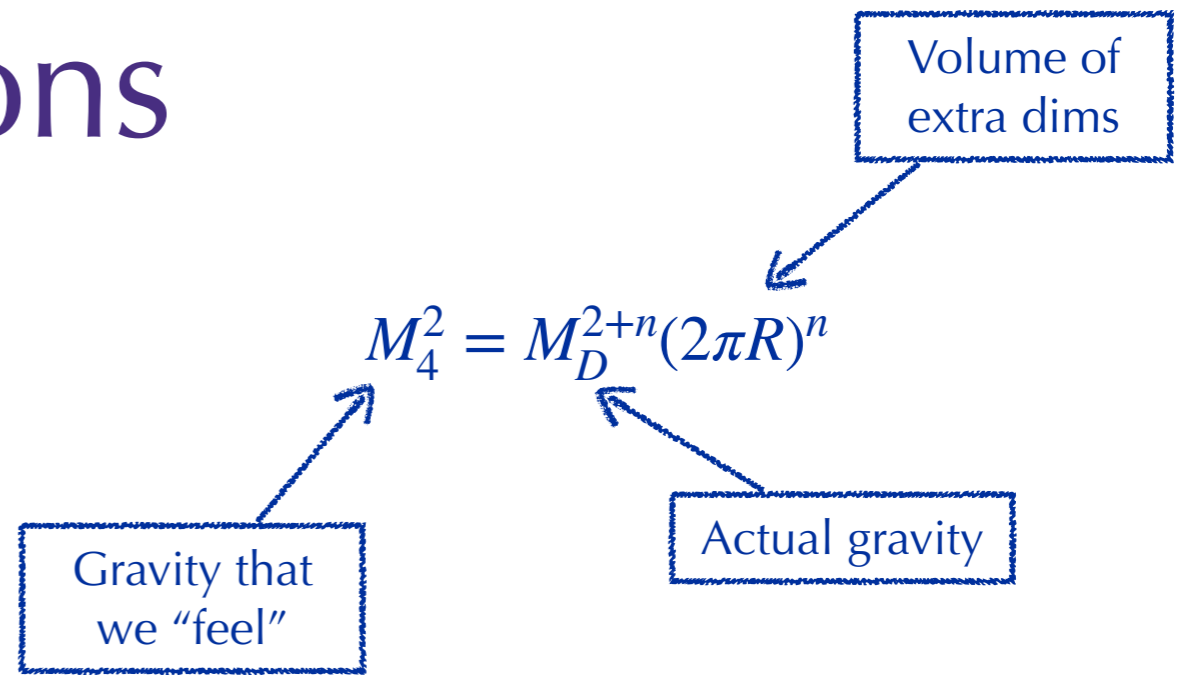 ons
Volume of
extra dims
M_4^2 = M_D^{2+n}(2πR)^n
Actual gravity
Gravity that
we “feel”